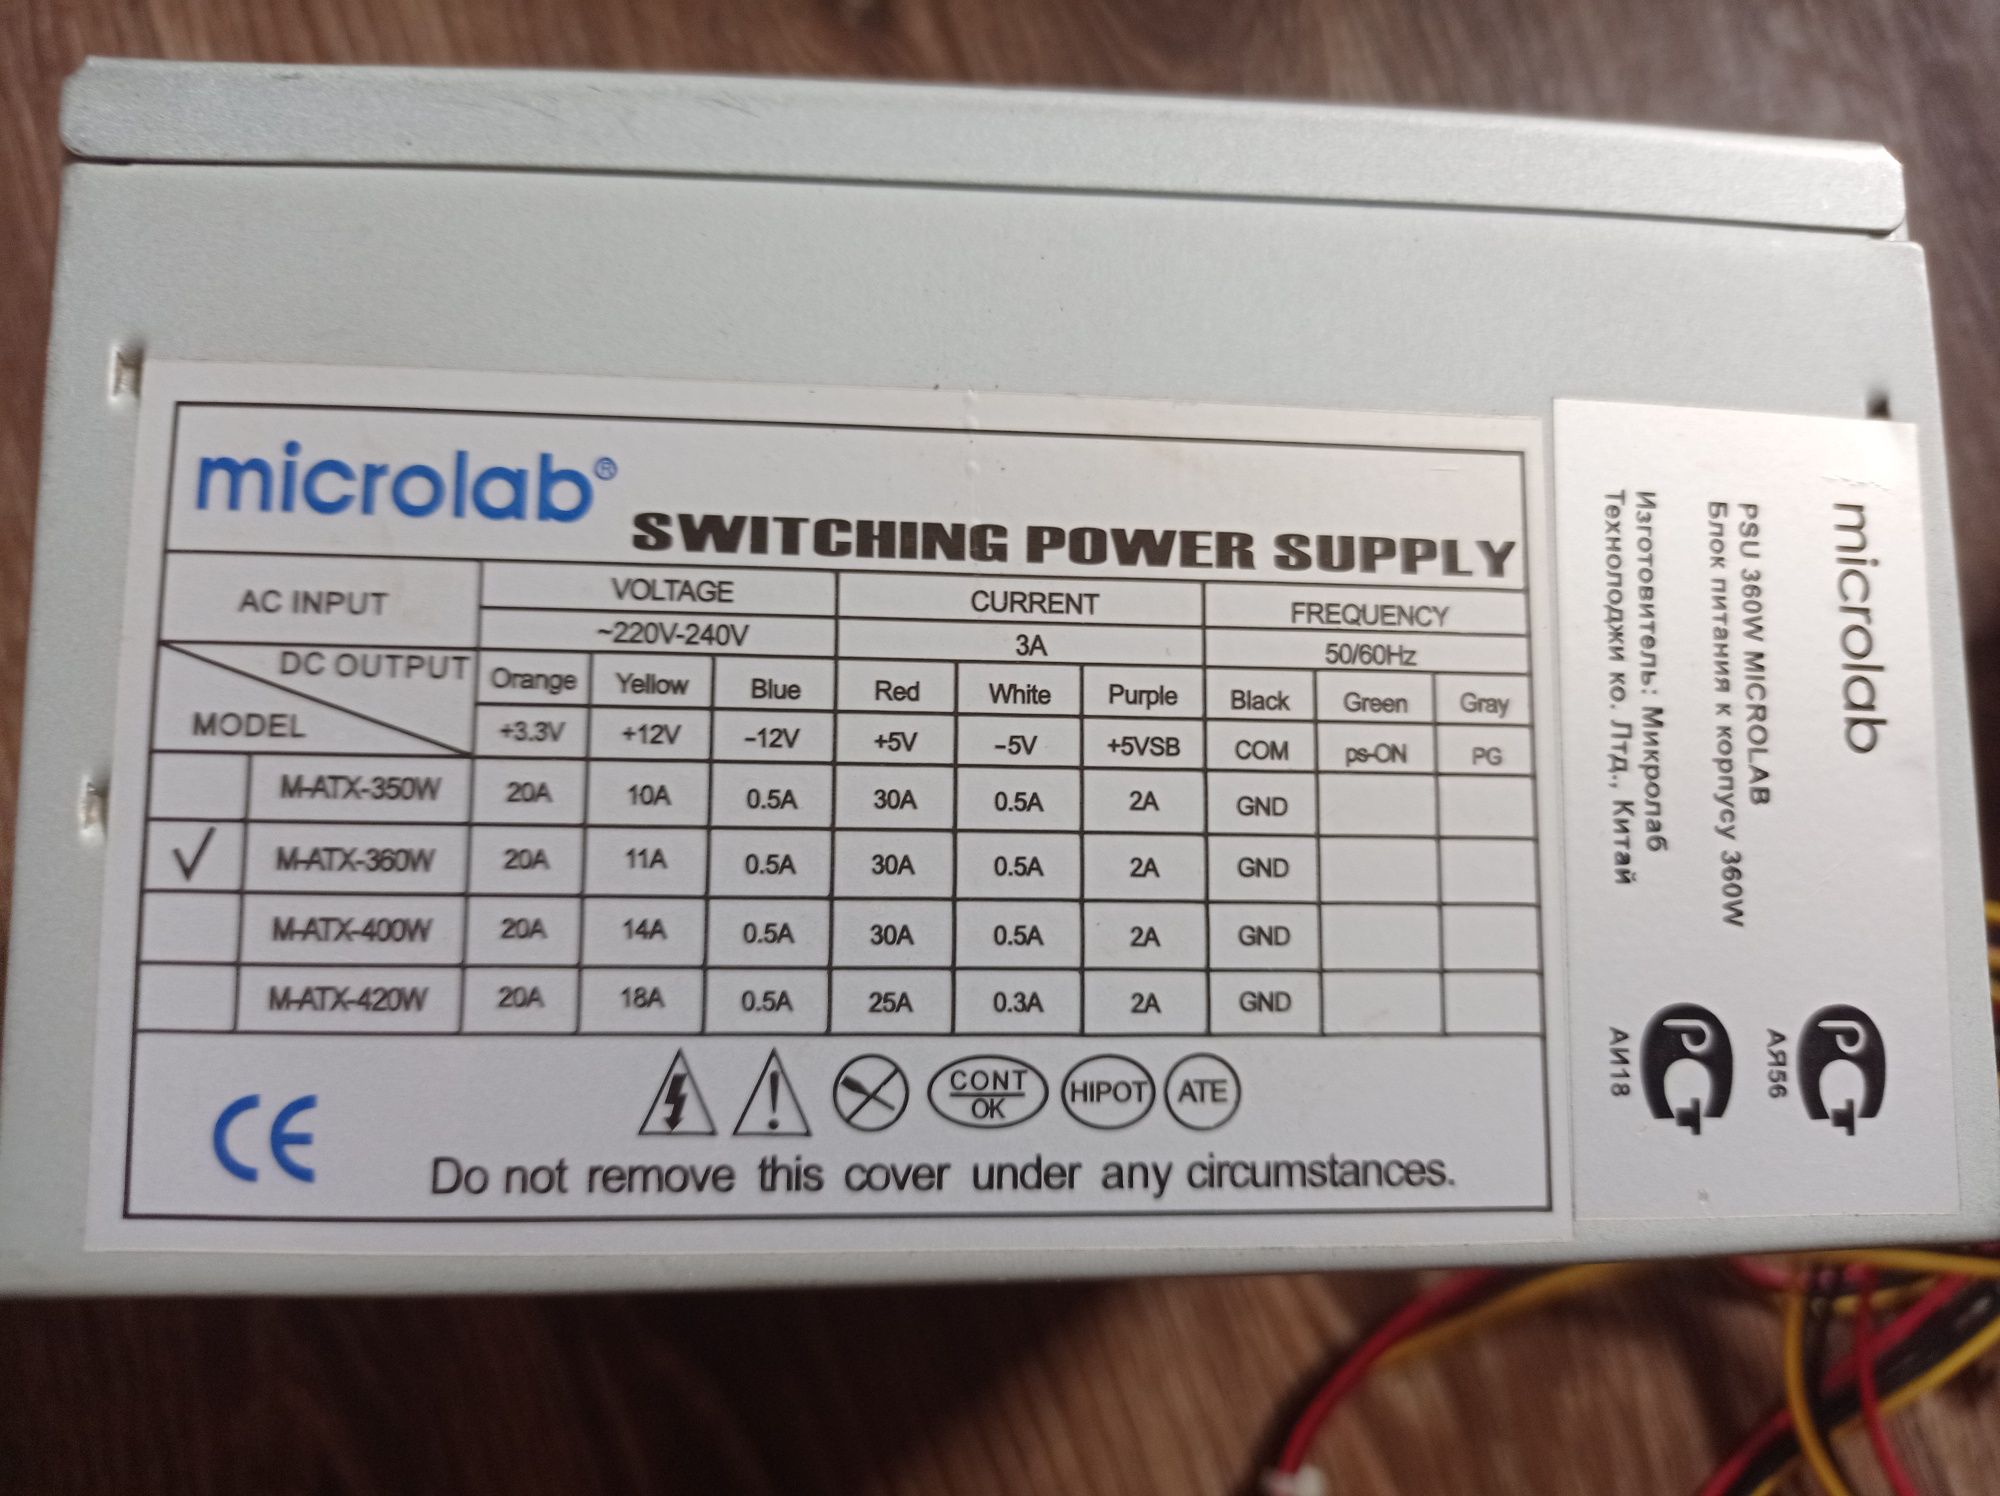 microlab®
SWITCHING POWER SUPPLY
AC INPUT VOLTAGE CURRENT FREQUENCY
~220V-240V 3A 50/60Hz
DC OUTPUT Orange Yellow Blue Red White Purple Black Green Gray
MODEL +3.3V +12V -12V +5V -5V +5VSB COM ps-ON PG
M-ATX-350W 20A 10A 0.5A 30A 0.5A 2A GND
√ M-ATX-360W 20A 11A 0.5A 30A 0.5A 2A GND
M-ATX-400W 20A 14A 0.5A 30A 0.5A 2A GND
M-ATX-420W 20A 18A 0.5A 25A 0.3A 2A GND
CE
CONT
OK
HIPOT
ATE
Do not remove this cover under any circumstances.
microlab
PSU 360W MICROLAB
Блок питания к корпусу 360W
Изготовитель: Микролаб
Технолоджи ко. Лтд., Китай
РСТ
АЯ56
РСТ
АИ18